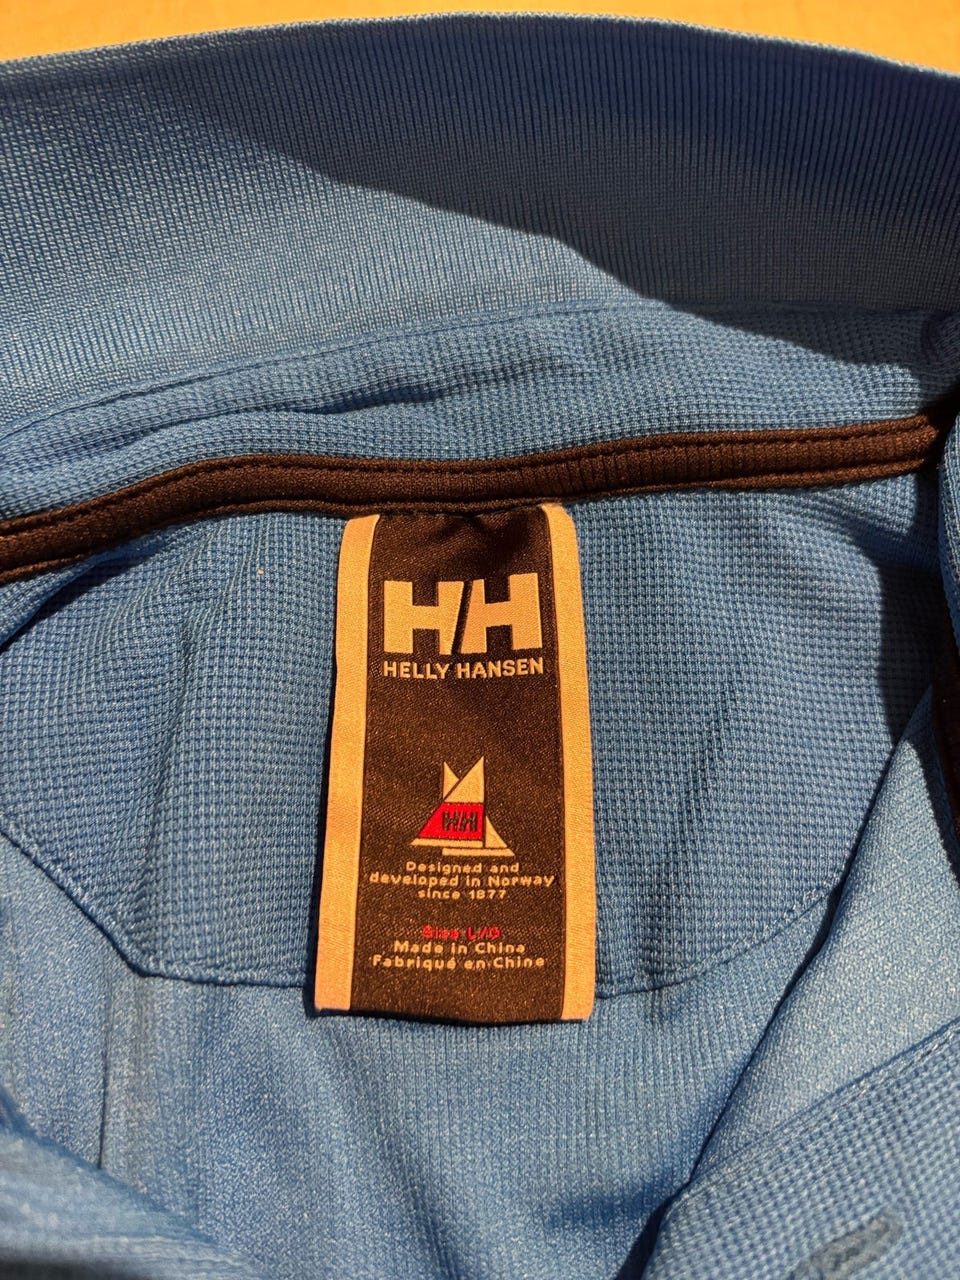 HH
HELLY HANSEN
HH
Designed and
developed in Norway
since 1877
Size L/G
Made in China
Fabriqué en Chine